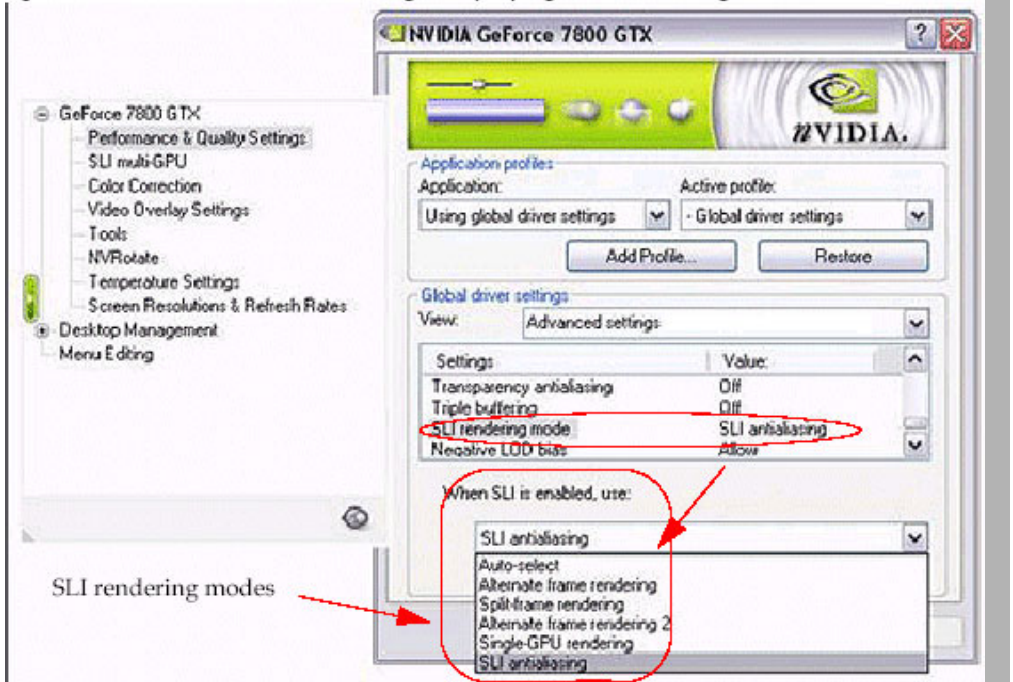 NVIDIA GeForce 7800 GTX
NVIDIA.
GeForce 7800 GTX
Performance & Quality Settings
SLI multi-GPU
Color Correction
Video Overlay Settings
Tools
NVRotate
Temperature Settings
Screen Resolutions & Refresh Rates
Desktop Management
Menu Editing
Application profiles
Application:
Active profile:
Using global driver settings
- Global driver settings
Add Profile...
Restore
Global driver settings
View:
Advanced settings
Settings
Value:
Transparency antialiasing
Off
Triple buffering
Off
SLI rendering mode
SLI antialiasing
Negative LOD bias
Allow
When SLI is enabled, use:
SLI antialiasing
Auto-select
Alternate frame rendering
Split-frame rendering
Alternate frame rendering 2
Single-GPU rendering
SLI antialiasing
SLI rendering modes